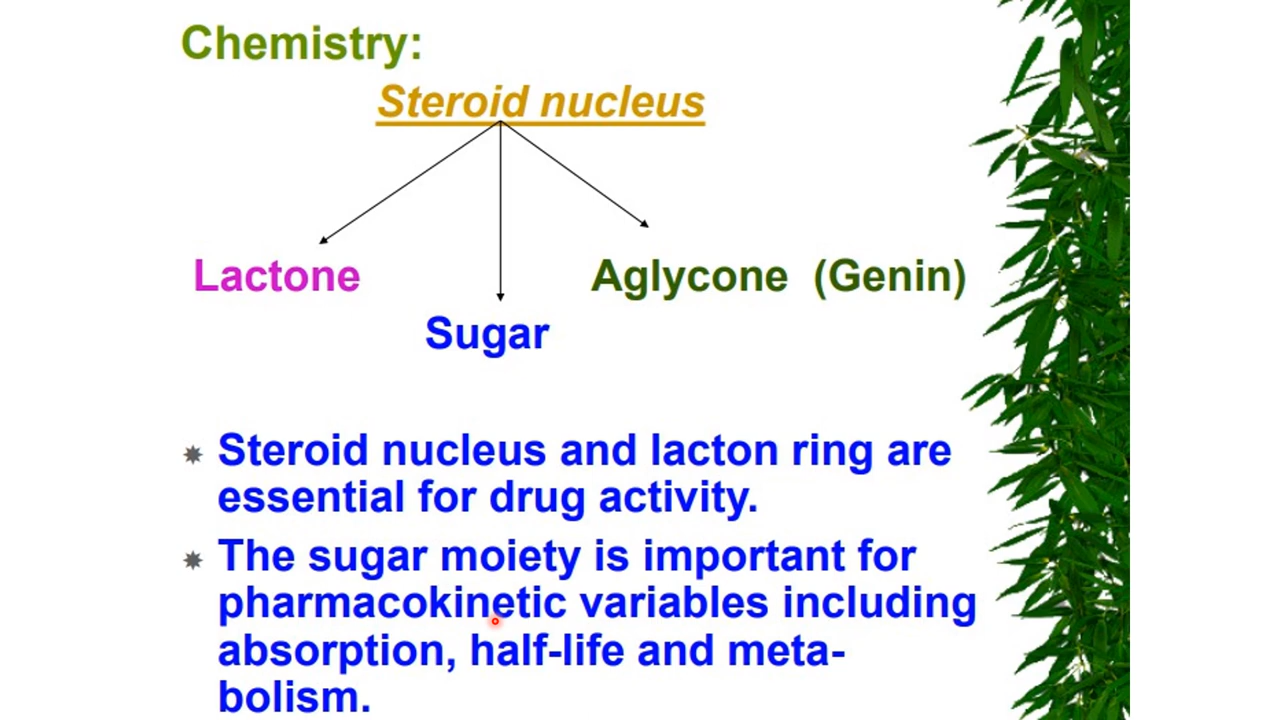 Chemistry:
Steroid nucleus
Lactone
Aglycone (Genin)
Sugar
Steroid nucleus and lacton ring are
essential for drug activity.
The sugar moiety is important for
pharmacokinetic variables including
absorption, half-life and meta-
bolism.